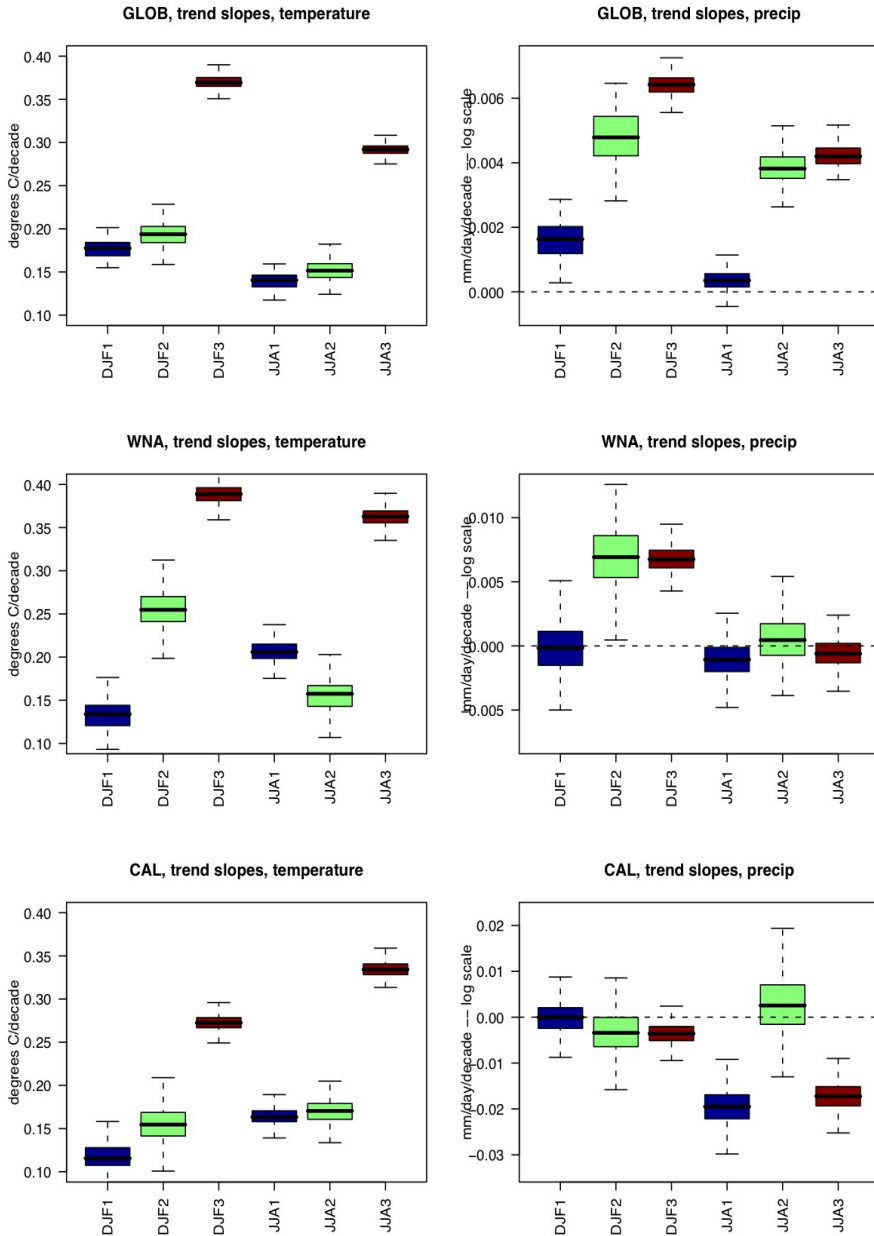 GLOB, trend slopes, temperature
degrees C/decade
0.40
0.35
0.30
0.25
0.20
0.15
0.10
DJF1
DJF2
DJF3
JJA1
JJA2
JJA3
GLOB, trend slopes, precip
mm/day/decade −− log scale
0.006
0.004
0.002
0.000
DJF1
DJF2
DJF3
JJA1
JJA2
JJA3
WNA, trend slopes, temperature
degrees C/decade
0.40
0.35
0.30
0.25
0.20
0.15
0.10
DJF1
DJF2
DJF3
JJA1
JJA2
JJA3
WNA, trend slopes, precip
mm/day/decade −− log scale
0.010
0.005
0.000
−0.005
DJF1
DJF2
DJF3
JJA1
JJA2
JJA3
CAL, trend slopes, temperature
degrees C/decade
0.40
0.35
0.30
0.25
0.20
0.15
0.10
DJF1
DJF2
DJF3
JJA1
JJA2
JJA3
CAL, trend slopes, precip
mm/day/decade −− log scale
0.02
0.01
0.00
−0.01
−0.02
−0.03
DJF1
DJF2
DJF3
JJA1
JJA2
JJA3